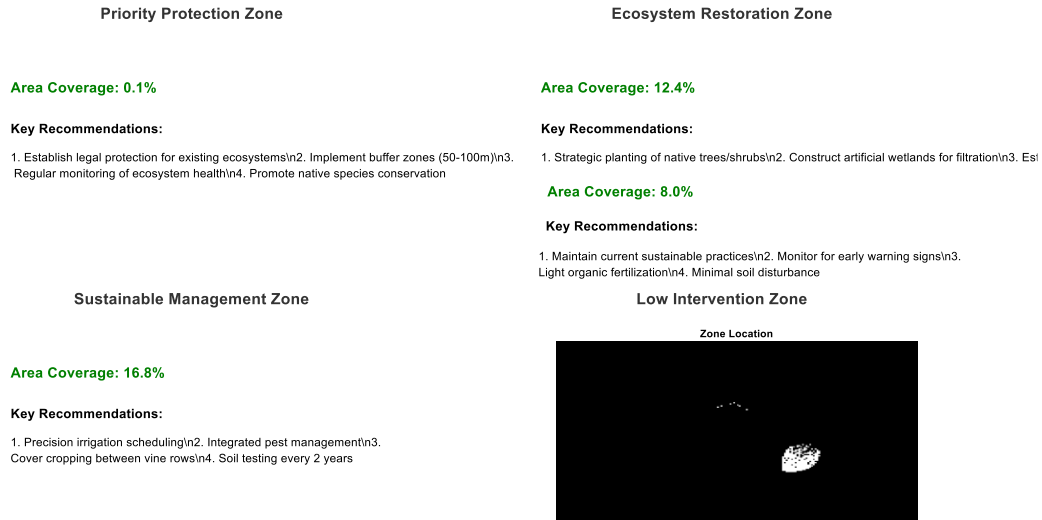 Priority Protection Zone
Area Coverage: 0.1%
Key Recommendations:
1. Establish legal protection for existing ecosystems\n2. Implement buffer zones (50-100m)\n3.
Regular monitoring of ecosystem health\n4. Promote native species conservation
Ecosystem Restoration Zone
Area Coverage: 12.4%
Key Recommendations:
1. Strategic planting of native trees/shrubs\n2. Construct artificial wetlands for filtration\n3.
Area Coverage: 8.0%
Key Recommendations:
1. Maintain current sustainable practices\n2. Monitor for early warning signs\n3.
Light organic fertilization\n4. Minimal soil disturbance
Sustainable Management Zone
Area Coverage: 16.8%
Key Recommendations:
1. Precision irrigation scheduling\n2. Integrated pest management\n3.
Cover cropping between vine rows\n4. Soil testing every 2 years
Low Intervention Zone
Zone Location